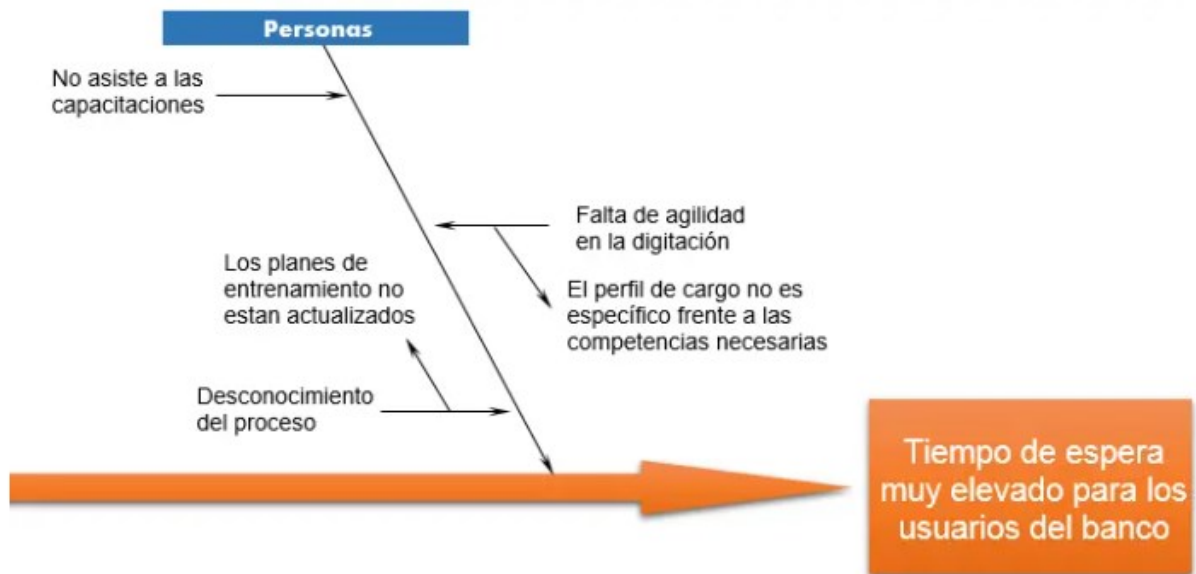 Personas
No asiste a las
capacitaciones
Falta de agilidad
en la digitación
Los planes de
entrenamiento no
estan actualizados
El perfil de cargo no es
específico frente a las
competencias necesarias
Desconocimiento
del proceso
Tiempo de espera
muy elevado para los
usuarios del banco